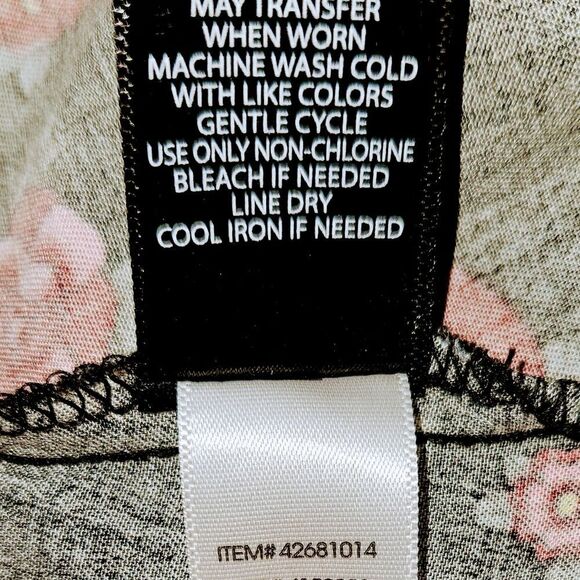 MAY TRANSFER
WHEN WORN
MACHINE WASH COLD
WITH LIKE COLORS
GENTLE CYCLE
USE ONLY NON-CHLORINE
BLEACH IF NEEDED
LINE DRY
COOL IRON IF NEEDED
ITEM# 42681014